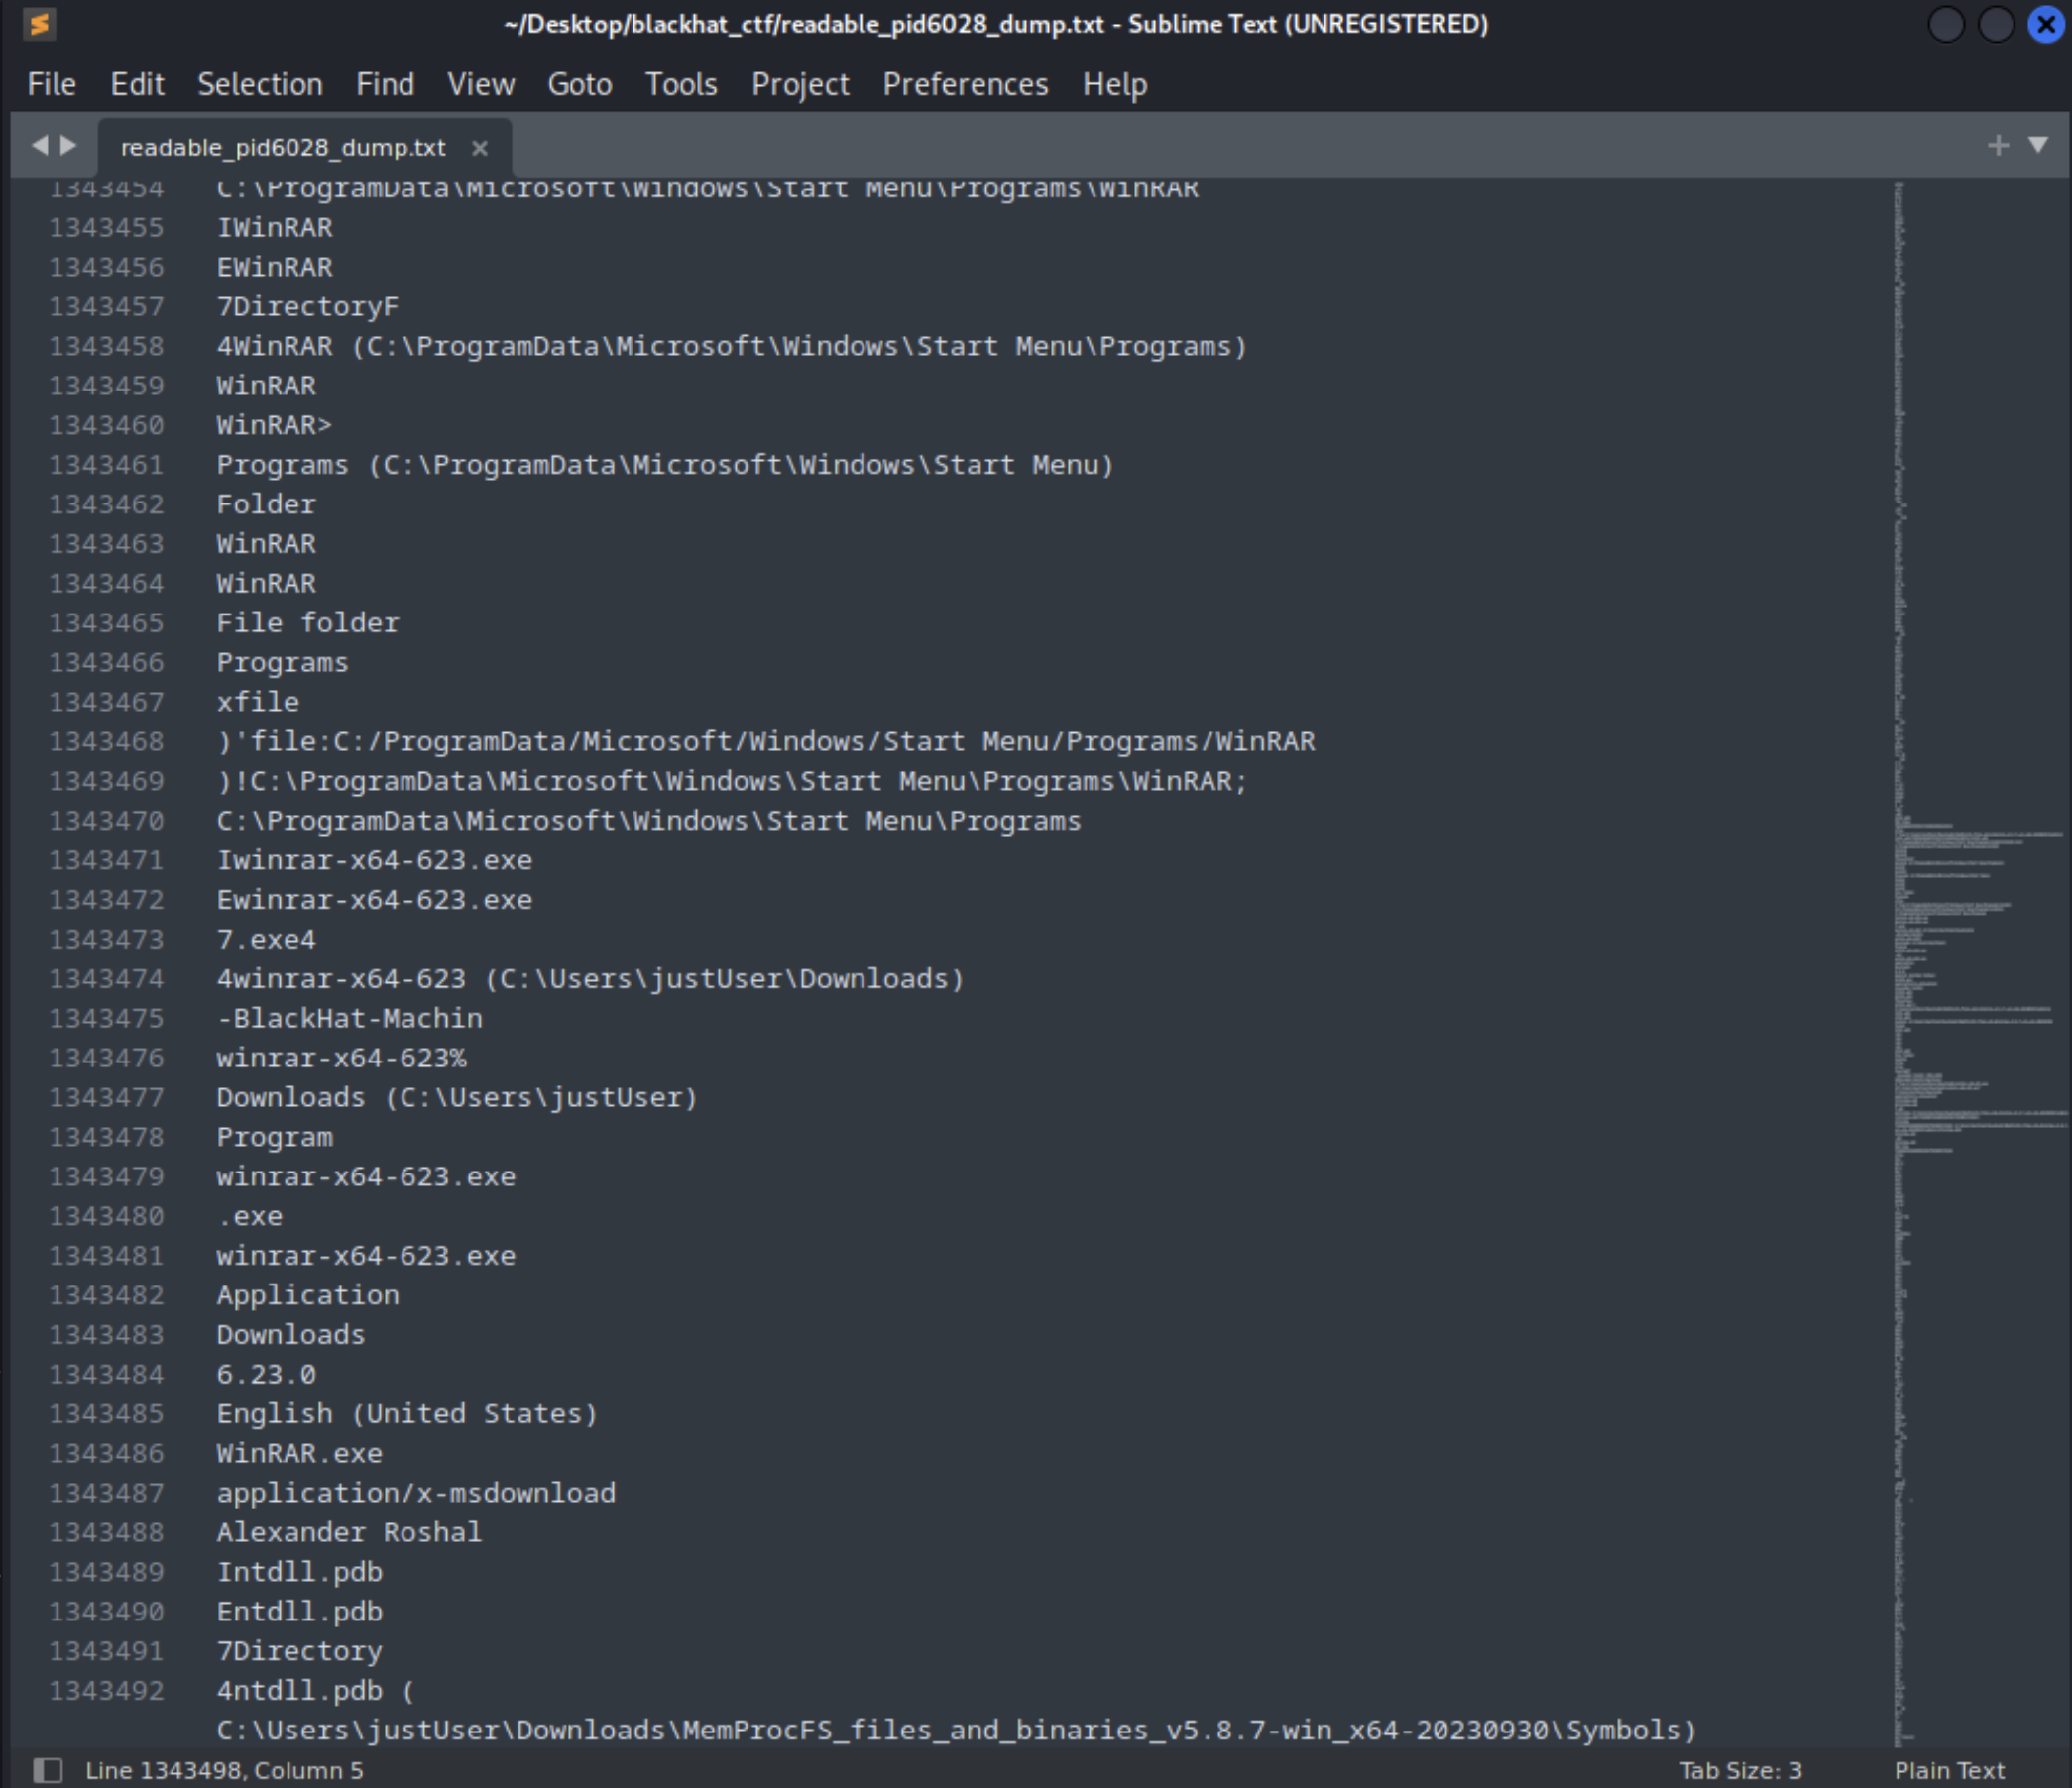 ~/Desktop/blackhat_ctf/readable_pid6028_dump.txt - Sublime Text (UNREGISTERED)
File Edit Selection Find View Goto Tools Project Preferences Help
readable_pid6028_dump.txt
1343454 C:\ProgramData\Microsoft\Windows\Start Menu\Programs\WinRAR
1343455 IWinRAR
1343456 EWinRAR
1343457 7DirectoryF
1343458 4WinRAR (C:\ProgramData\Microsoft\Windows\Start Menu\Programs)
1343459 WinRAR
1343460 WinRAR>
1343461 Programs (C:\ProgramData\Microsoft\Windows\Start Menu)
1343462 Folder
1343463 WinRAR
1343464 WinRAR
1343465 File folder
1343466 Programs
1343467 xfile
1343468 )'file:C:/ProgramData/Microsoft/Windows/Start Menu/Programs/WinRAR
1343469 )!C:\ProgramData\Microsoft\Windows\Start Menu\Programs\WinRAR;
1343470 C:\ProgramData\Microsoft\Windows\Start Menu\Programs
1343471 Iwinrar-x64-623.exe
1343472 Ewinrar-x64-623.exe
1343473 7.exe4
1343474 4winrar-x64-623 (C:\Users\justUser\Downloads)
1343475 -BlackHat-Machin
1343476 winrar-x64-623%
1343477 Downloads (C:\Users\justUser)
1343478 Program
1343479 winrar-x64-623.exe
1343480 .exe
1343481 winrar-x64-623.exe
1343482 Application
1343483 Downloads
1343484 6.23.0
1343485 English (United States)
1343486 WinRAR.exe
1343487 application/x-msdownload
1343488 Alexander Roshal
1343489 Intdll.pdb
1343490 Entdll.pdb
1343491 7Directory
1343492 4ntdll.pdb (
C:\Users\justUser\Downloads\MemProcFS_files_and_binaries_v5.8.7-win_x64-20230930\Symbols)
Line 1343498, Column 5 Tab Size: 3 Plain Text